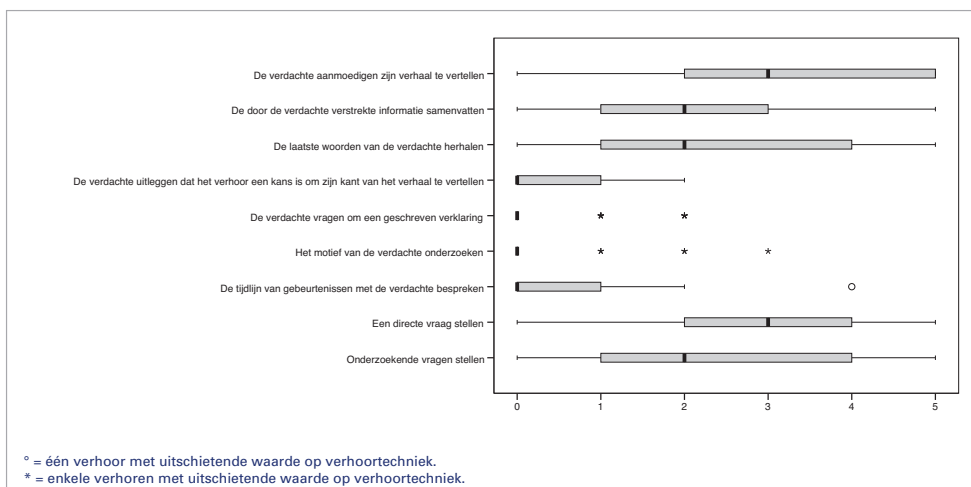 De verdachte aanmoedigen zijn verhaal te vertellen
De door de verdachte verstrekte informatie samenvatten
De laatste woorden van de verdachte herhalen
De verdachte uitleggen dat het verhoor een kans is om zijn kant van het verhaal te vertellen
De verdachte vragen om een geschreven verklaring
Het motief van de verdachte onderzoeken
De tijdlijn van gebeurtenissen met de verdachte bespreken
Een directe vraag stellen
Onderzoekende vragen stellen
0 1 2 3 4 5
° = één verhoor met uitschietende waarde op verhoortechniek.
* = enkele verhoren met uitschietende waarde op verhoortechniek.